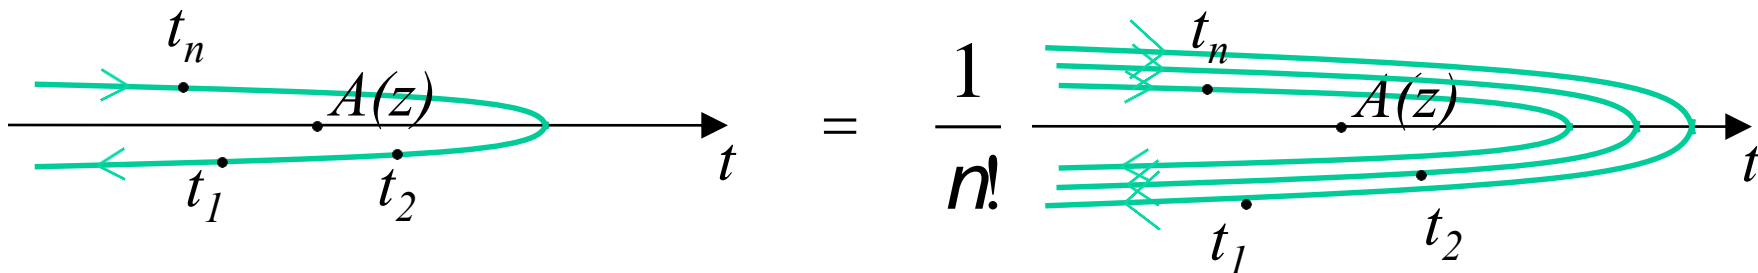 t_n
A(z)
t
t_1
t_2
= 1/n!
t_n
A(z)
t
t_1
t_2